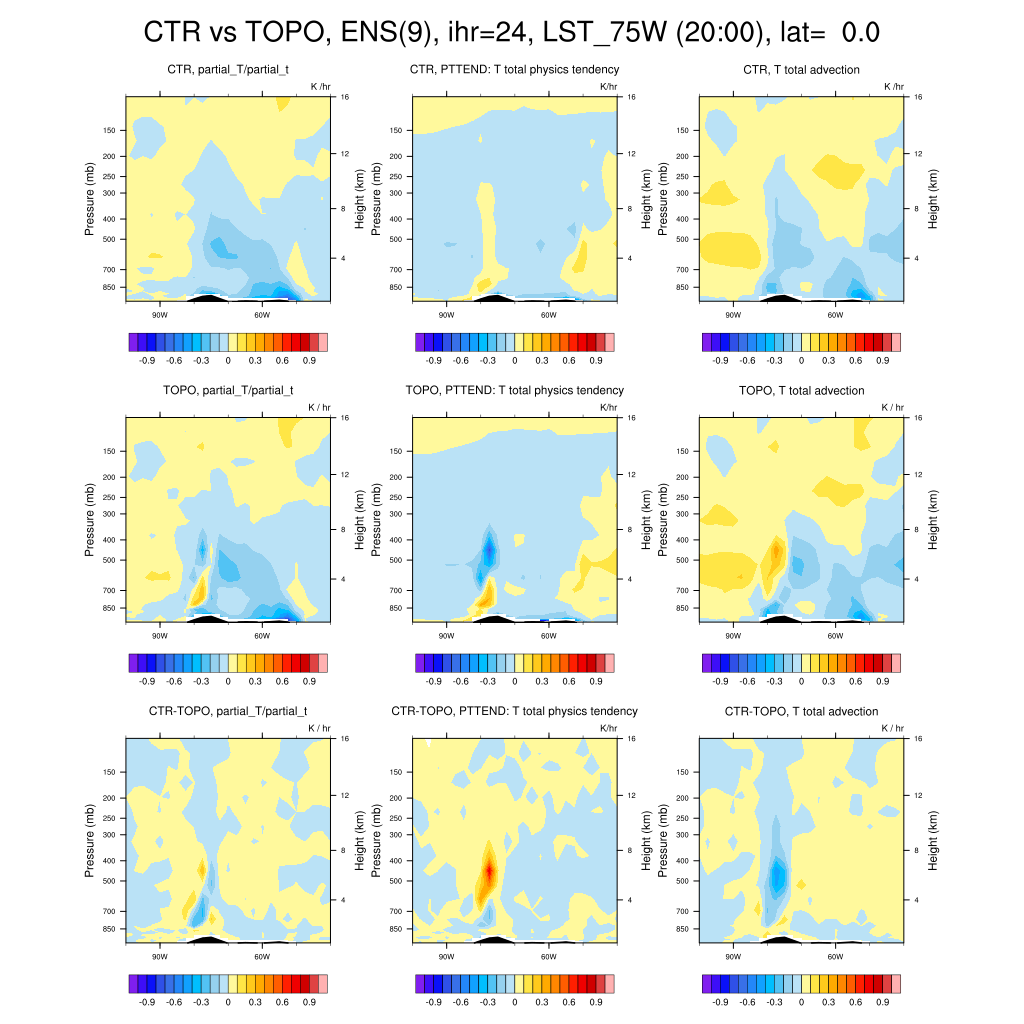 CTR vs TOPO, ENS(9), ihr=24, LST_75W (20:00), lat=  0.0
CTR, partial_T/partial_t
CTR, PTTEND: T total physics tendency
CTR, T total advection
K /hr
K /hr
K /hr
Pressure (mb)
150
200
250
300
400
500
700
850
16
12
8
4
Height (km)
90W
60W
-0.9 -0.6 -0.3 0 0.3 0.6 0.9
Pressure (mb)
150
200
250
300
400
500
700
850
16
12
8
4
Height (km)
90W
60W
-0.9 -0.6 -0.3 0 0.3 0.6 0.9
Pressure (mb)
150
200
250
300
400
500
700
850
16
12
8
4
Height (km)
90W
60W
-0.9 -0.6 -0.3 0 0.3 0.6 0.9
TOPO, partial_T/partial_t
TOPO, PTTEND: T total physics tendency
TOPO, T total advection
K / hr
K/hr
K / hr
Pressure (mb)
150
200
250
300
400
500
700
850
16
12
8
4
Height (km)
90W
60W
-0.9 -0.6 -0.3 0 0.3 0.6 0.9
Pressure (mb)
150
200
250
300
400
500
700
850
16
12
8
4
Height (km)
90W
60W
-0.9 -0.6 -0.3 0 0.3 0.6 0.9
Pressure (mb)
150
200
250
300
400
500
700
850
16
12
8
4
Height (km)
90W
60W
-0.9 -0.6 -0.3 0 0.3 0.6 0.9
CTR-TOPO, partial_T/partial_t
CTR-TOPO, PTTEND: T total physics tendency
CTR-TOPO, T total advection
K / hr
K/hr
K / hr
Pressure (mb)
150
200
250
300
400
500
700
850
16
12
8
4
Height (km)
90W
60W
-0.9 -0.6 -0.3 0 0.3 0.6 0.9
Pressure (mb)
150
200
250
300
400
500
700
850
16
12
8
4
Height (km)
90W
60W
-0.9 -0.6 -0.3 0 0.3 0.6 0.9
Pressure (mb)
150
200
250
300
400
500
700
850
16
12
8
4
Height (km)
90W
60W
-0.9 -0.6 -0.3 0 0.3 0.6 0.9